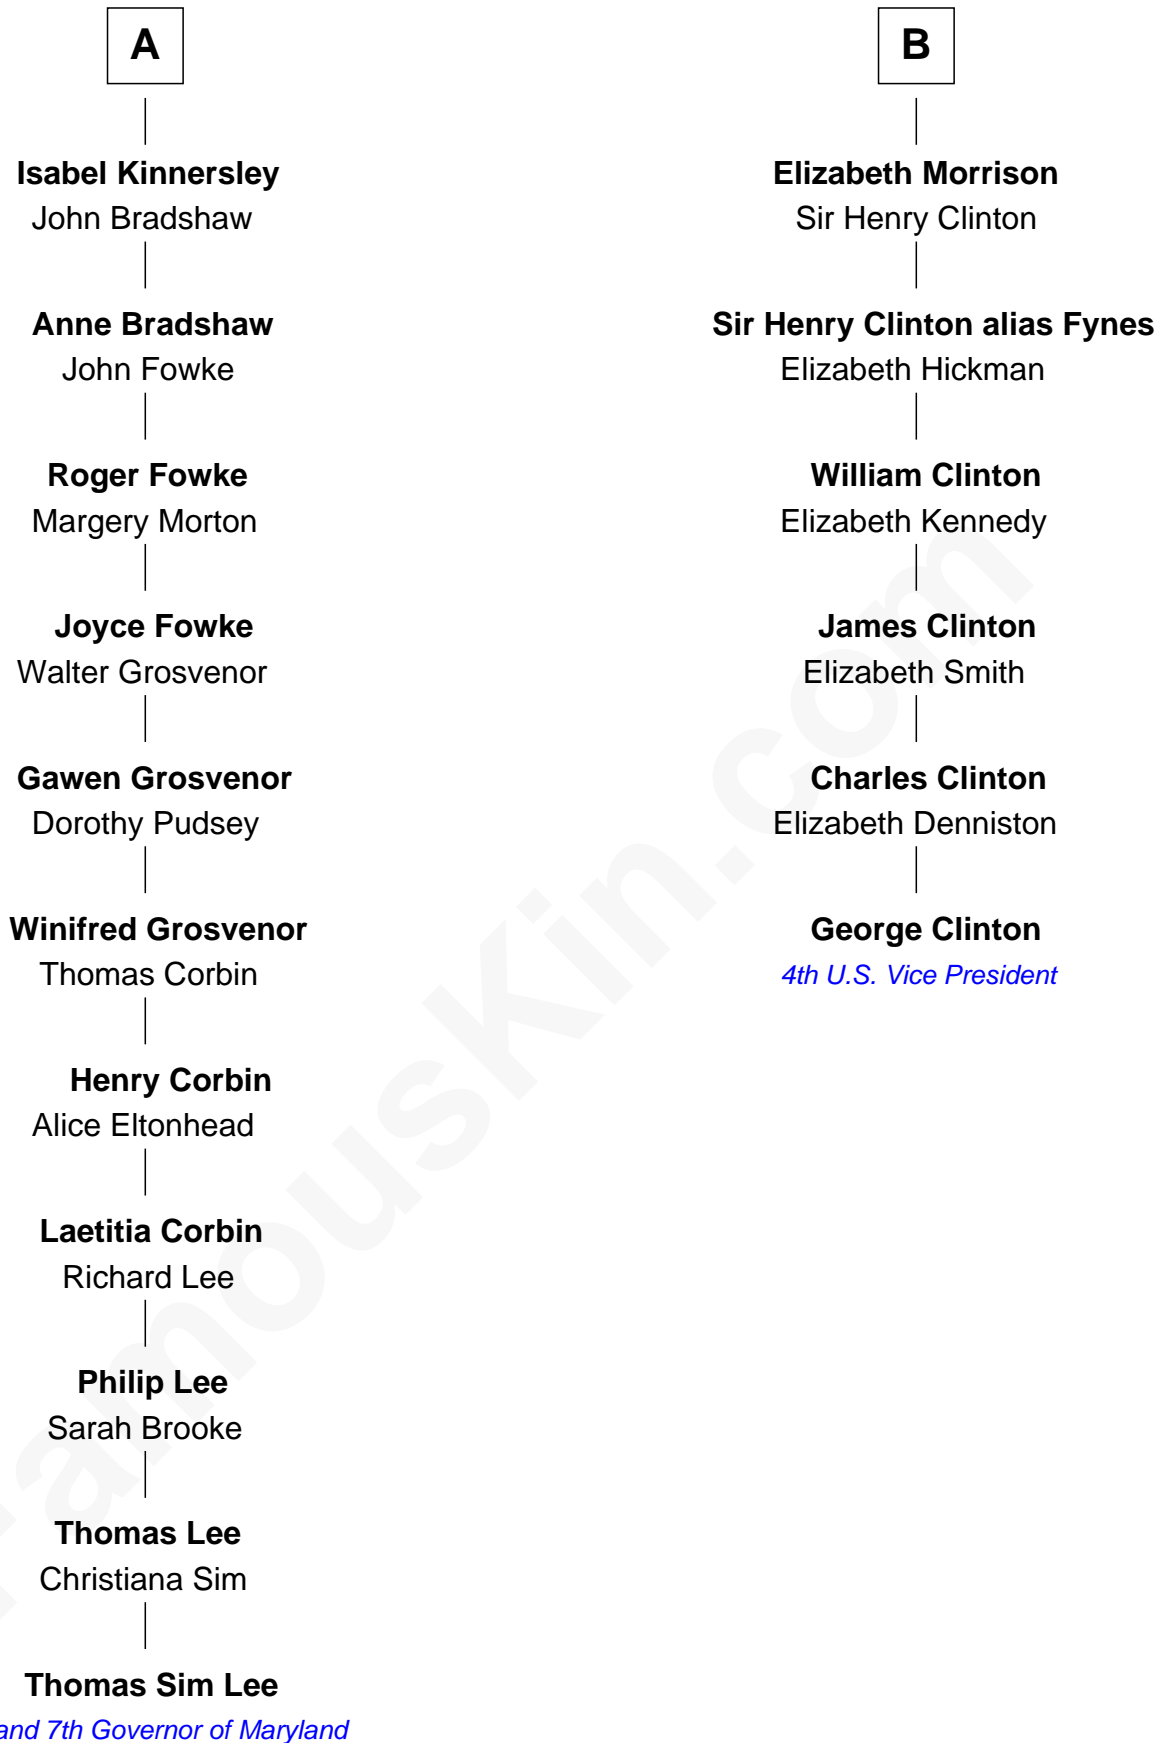 A
Isabel Kinnersley
John Bradshaw
Anne Bradshaw
John Fowke
Roger Fowke
Margery Morton
Joyce Fowke
Walter Grosvenor
Gawen Grosvenor
Dorothy Pudsey
Winifred Grosvenor
Thomas Corbin
Henry Corbin
Alice Eltonhead
Laetitia Corbin
Richard Lee
Philip Lee
Sarah Brooke
Thomas Lee
Christiana Sim
Thomas Sim Lee
and 7th Governor of Maryland
B
Elizabeth Morrison
Sir Henry Clinton
Sir Henry Clinton alias Fynes
Elizabeth Hickman
William Clinton
Elizabeth Kennedy
James Clinton
Elizabeth Smith
Charles Clinton
Elizabeth Denniston
George Clinton
4th U.S. Vice President
FamousKin.com